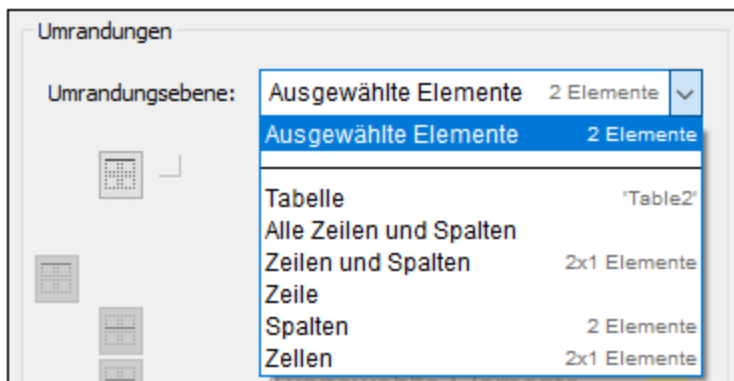 Umrandungen
Umrandungsebene: Ausgewählte Elemente 2 Elemente
Ausgewählte Elemente 2 Elemente
Tabelle "Table2"
Alle Zeilen und Spalten
Zeilen und Spalten 2x1 Elemente
Zeile
Spalten 2 Elemente
Zellen 2x1 Elemente